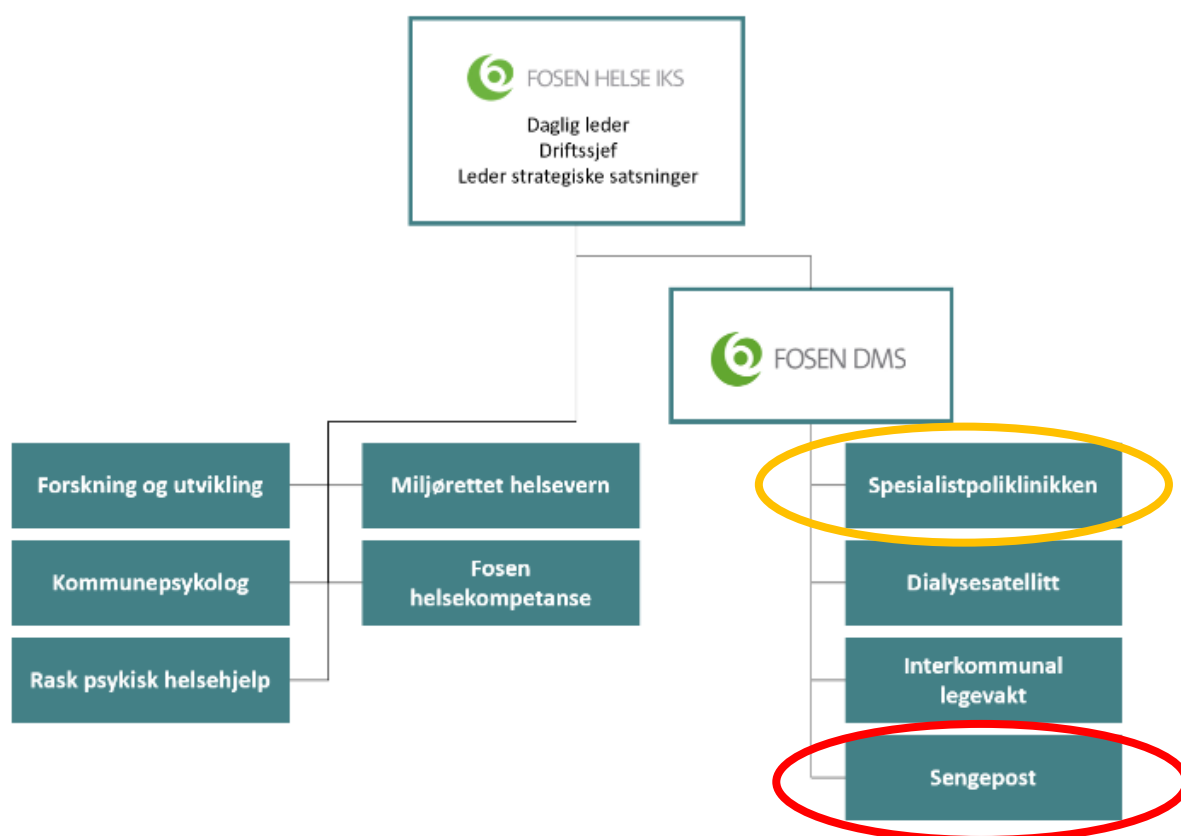 FOSEN HELSE IKS
Daglig leder
Driftssjef
Leder strategiske satsninger
FOSEN DMS
Forskning og utvikling
Miljørettet helsevern
Spesialistpoliklinikken
Kommunepsykolog
Fosen
helsekompetanse
Dialysesatellitt
Rask psykisk helsehjelp
Interkommunal
legevakt
Sengepost